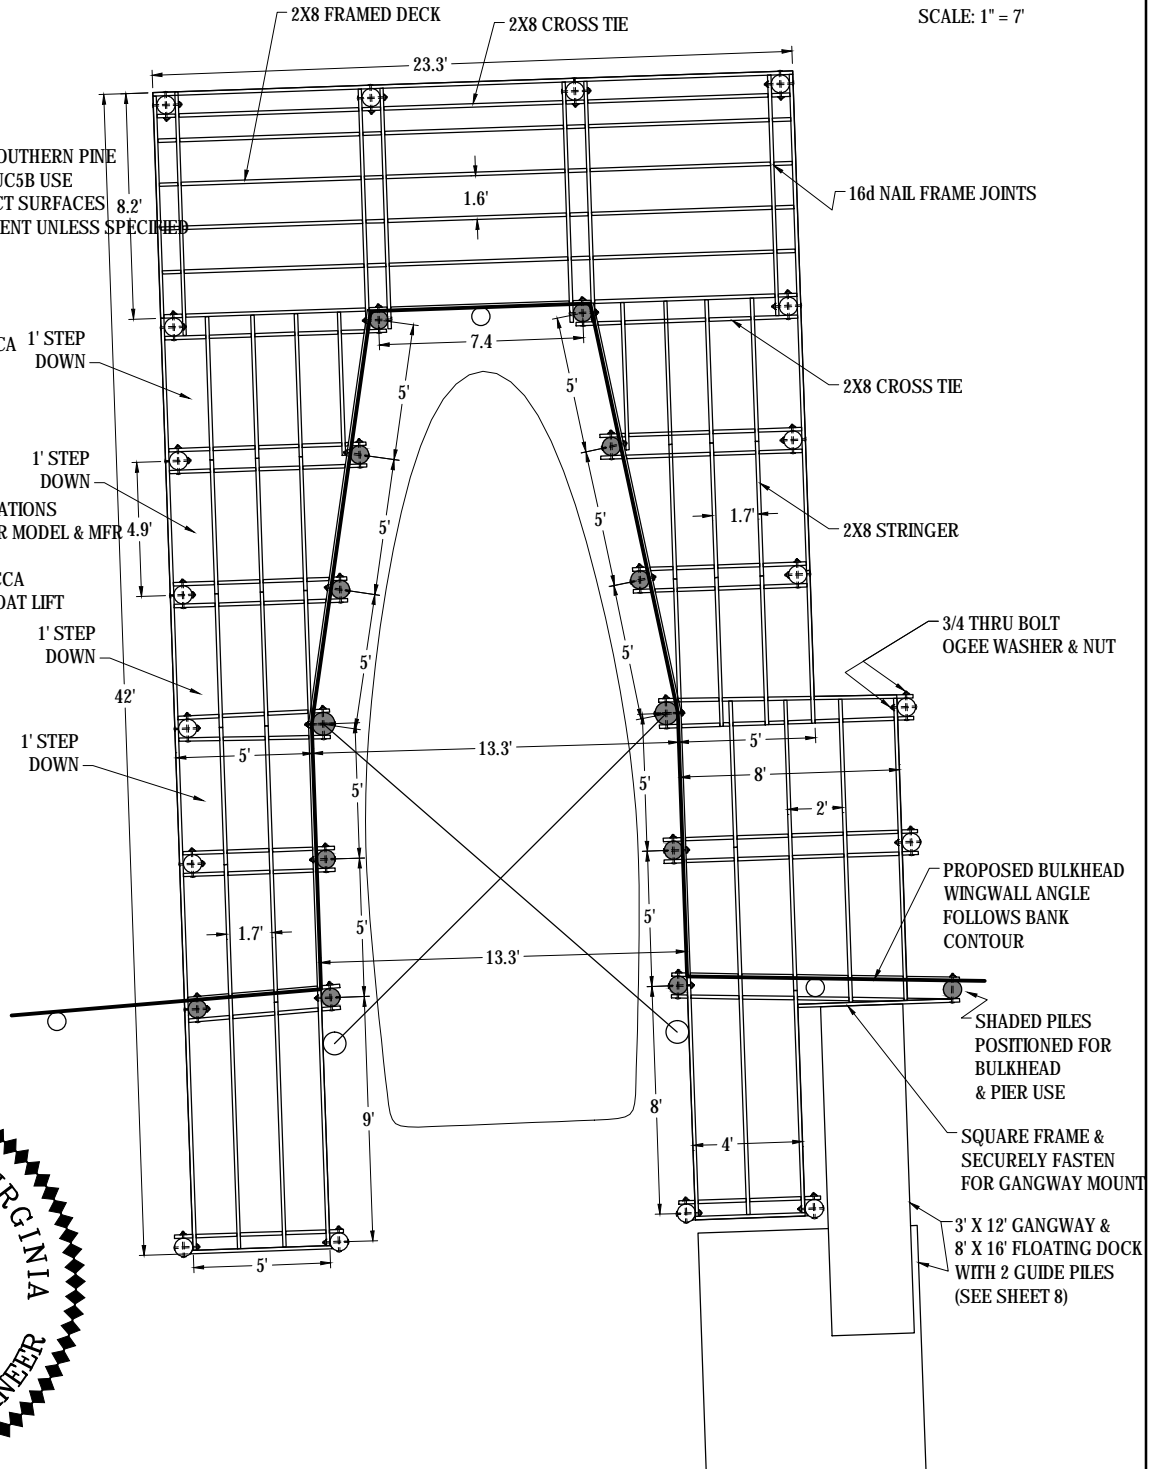 2X8 FRAMED DECK
2X8 CROSS TIE
SCALE: 1" = 7'
23.3'
OUTHERN PINE
UC5B USE
CT SURFACES
ENT UNLESS SPECIFIED
8.2'
1.6'
16d NAIL FRAME JOINTS
CA
1' STEP
DOWN
7.4
5'
5'
2X8 CROSS TIE
1' STEP
DOWN
ATIONS
R MODEL & MFR
4.9'
5'
5'
1.7'
2X8 STRINGER
CCA
OAT LIFT
1' STEP
DOWN
5'
5'
3/4 THRU BOLT
OGEE WASHER & NUT
42'
1' STEP
DOWN
5'
13.3'
5'
8'
5'
5'
2'
PROPOSED BULKHEAD
WINGWALL ANGLE
FOLLOWS BANK
CONTOUR
1.7'
5'
5'
13.3'
SHADED PILES
POSITIONED FOR
BULKHEAD
& PIER USE
9'
8'
4'
SQUARE FRAME &
SECURELY FASTEN
FOR GANGWAY MOUNT
3' X 12' GANGWAY &
8' X 16' FLOATING DOCK
WITH 2 GUIDE PILES
(SEE SHEET 8)
5'
IRGINIA
NEER